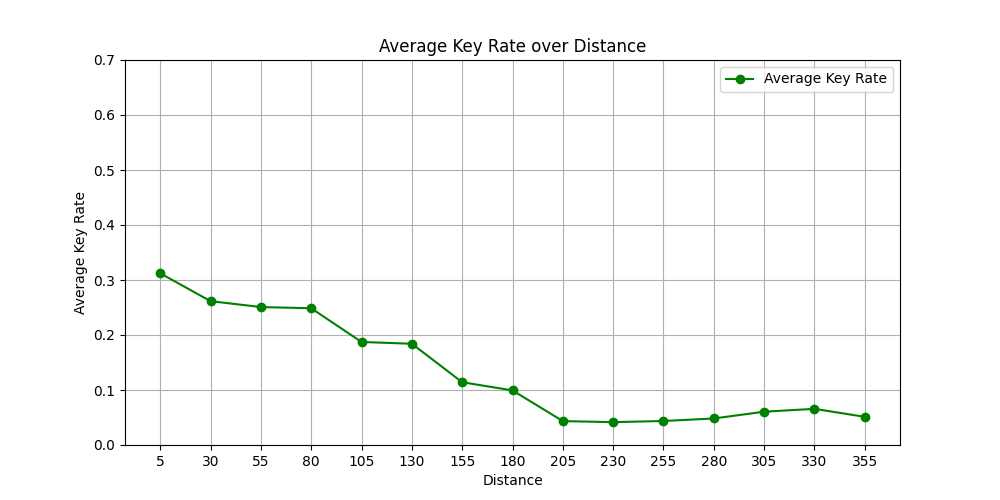 Average Key Rate over Distance
Average Key Rate
Average Key Rate
0.7
0.6
0.5
0.4
0.3
0.2
0.1
0.0
5 30 55 80 105 130 155 180 205 230 255 280 305 330 355
Distance